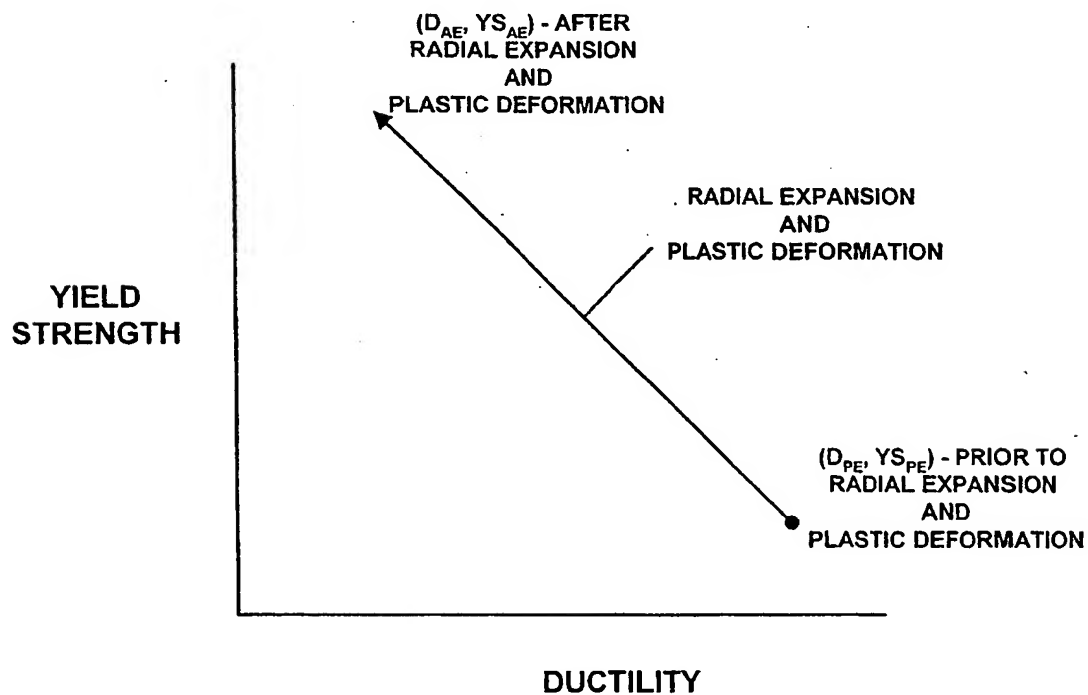 (D_AE, YS_AE) - AFTER
RADIAL EXPANSION
AND
PLASTIC DEFORMATION
RADIAL EXPANSION
AND
PLASTIC DEFORMATION
YIELD
STRENGTH
(D_PE, YS_PE) - PRIOR TO
RADIAL EXPANSION
AND
PLASTIC DEFORMATION
DUCTILITY